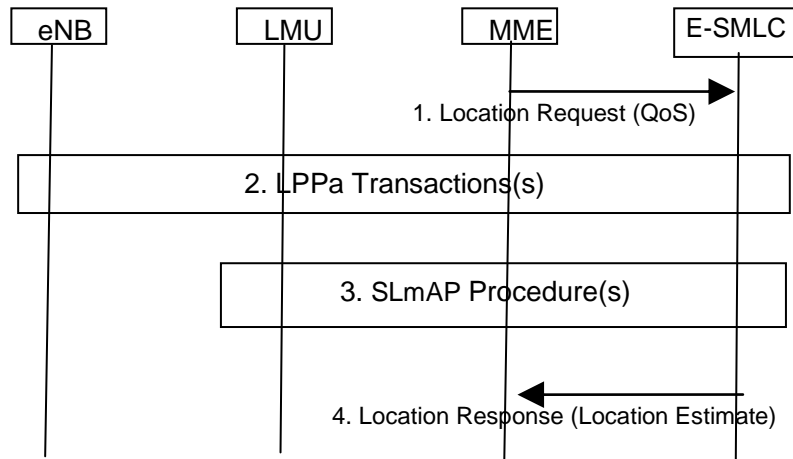 eNB
LMU
MME
E-SMLC
1. Location Request (QoS)
2. LPPa Transactions(s)
3. SLmAP Procedure(s)
4. Location Response (Location Estimate)